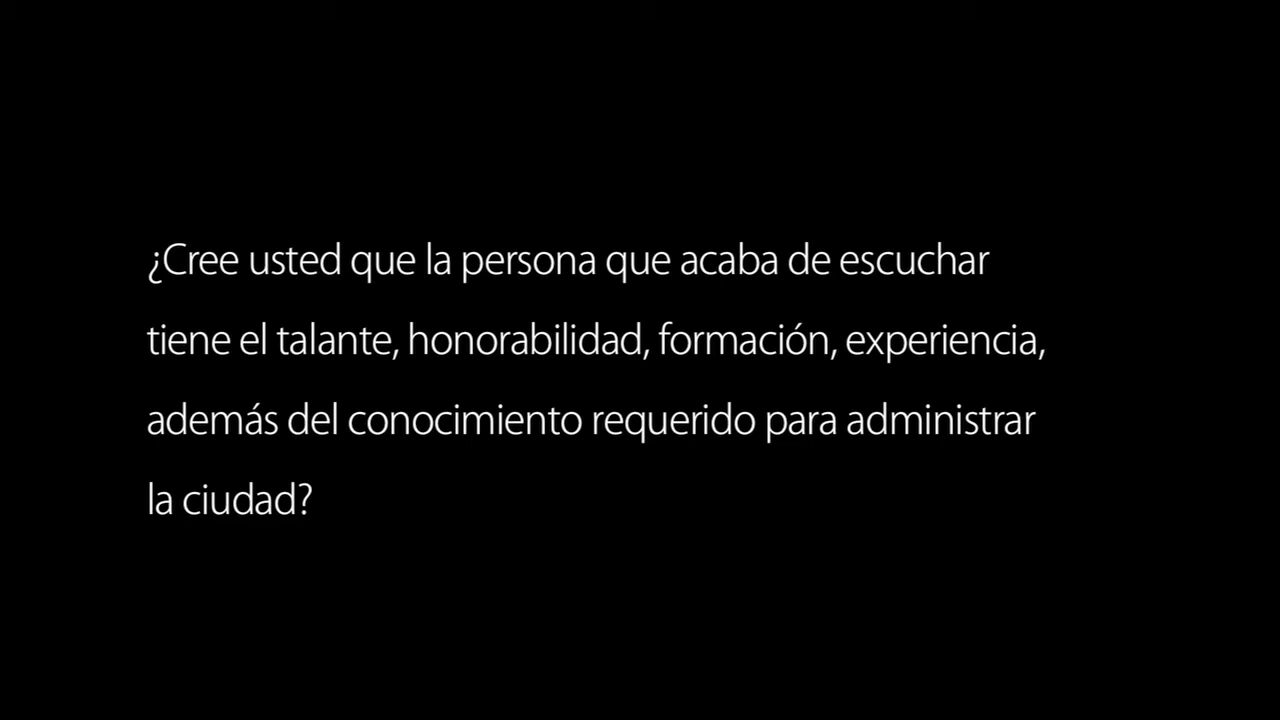 ¿Cree usted que la persona que acaba de escuchar
tiene el talante, honorabilidad, formación, experiencia,
además del conocimiento requerido para administrar
la ciudad?